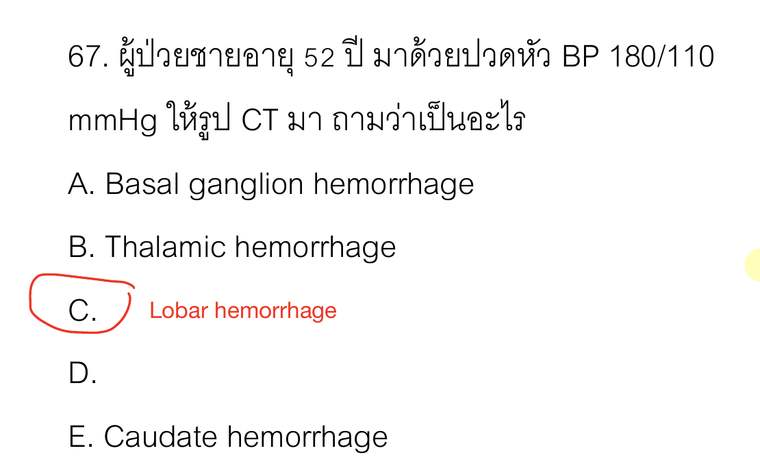 67. ผู้ป่วยชายอายุ 52 ปี มาด้วยปวดหัว BP 180/110
mmHg ให้รูป CT มา ถามว่าเป็นอะไร
A. Basal ganglion hemorrhage
B. Thalamic hemorrhage
C. Lobar hemorrhage
D.
E. Caudate hemorrhage